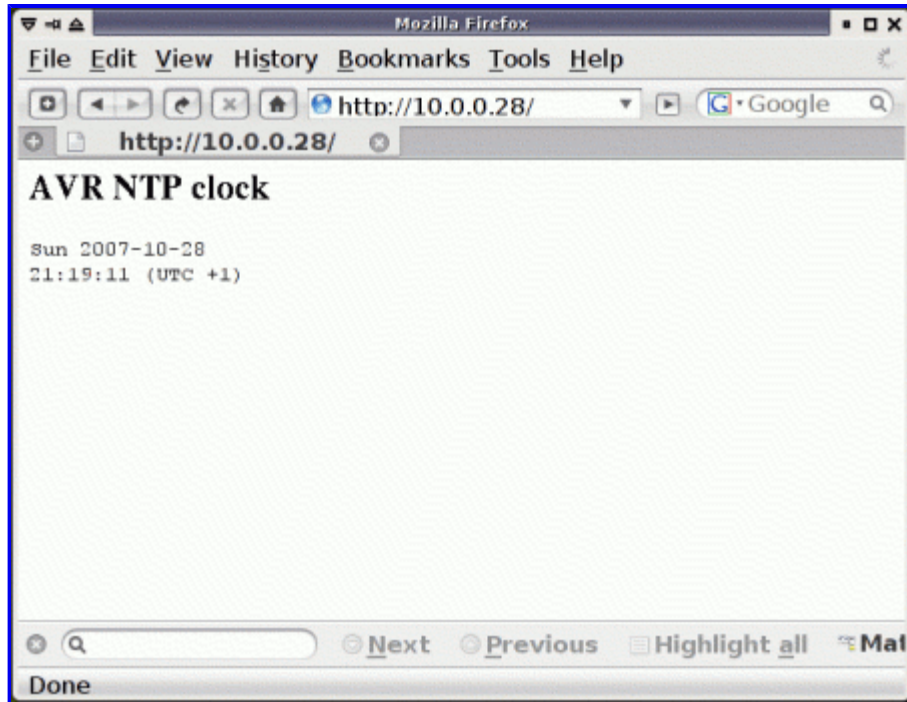 Mozilla Firefox
File Edit View History Bookmarks Tools Help
http://10.0.0.28/ G Google
http://10.0.0.28/
AVR NTP clock
Sun 2007-10-28
21:19:11 (UTC +1)
Next Previous Highlight all Mat
Done